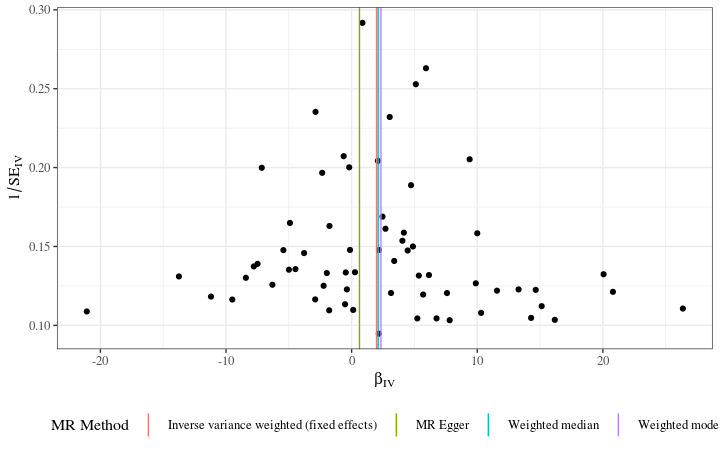 0.30
0.25
0.20
0.15
0.10
1/SE_IV
-20 -10 0 10 20
β_IV
MR Method Inverse variance weighted (fixed effects) MR Egger Weighted median Weighted mode